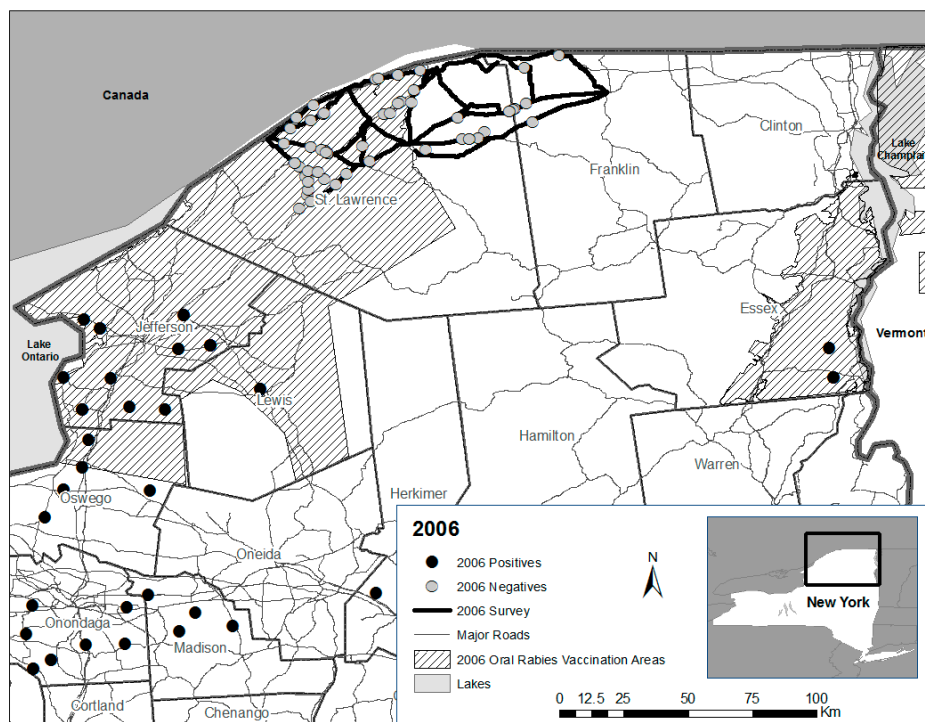 Canada
Clinton
Lake
Champlai
Franklin
St. Lawrence
Essex
Vermont
Jefferson
Lake
Ontario
Lewis
Hamilton
Warren
Herkimer
Oswego
Oneida
Onondaga
Madison
Cortland
Chenango
2006
2006 Positives
2006 Negatives
2006 Survey
Major Roads
2006 Oral Rabies Vaccination Areas
Lakes
N
New York
0 12.5 25 50 75 100
Km